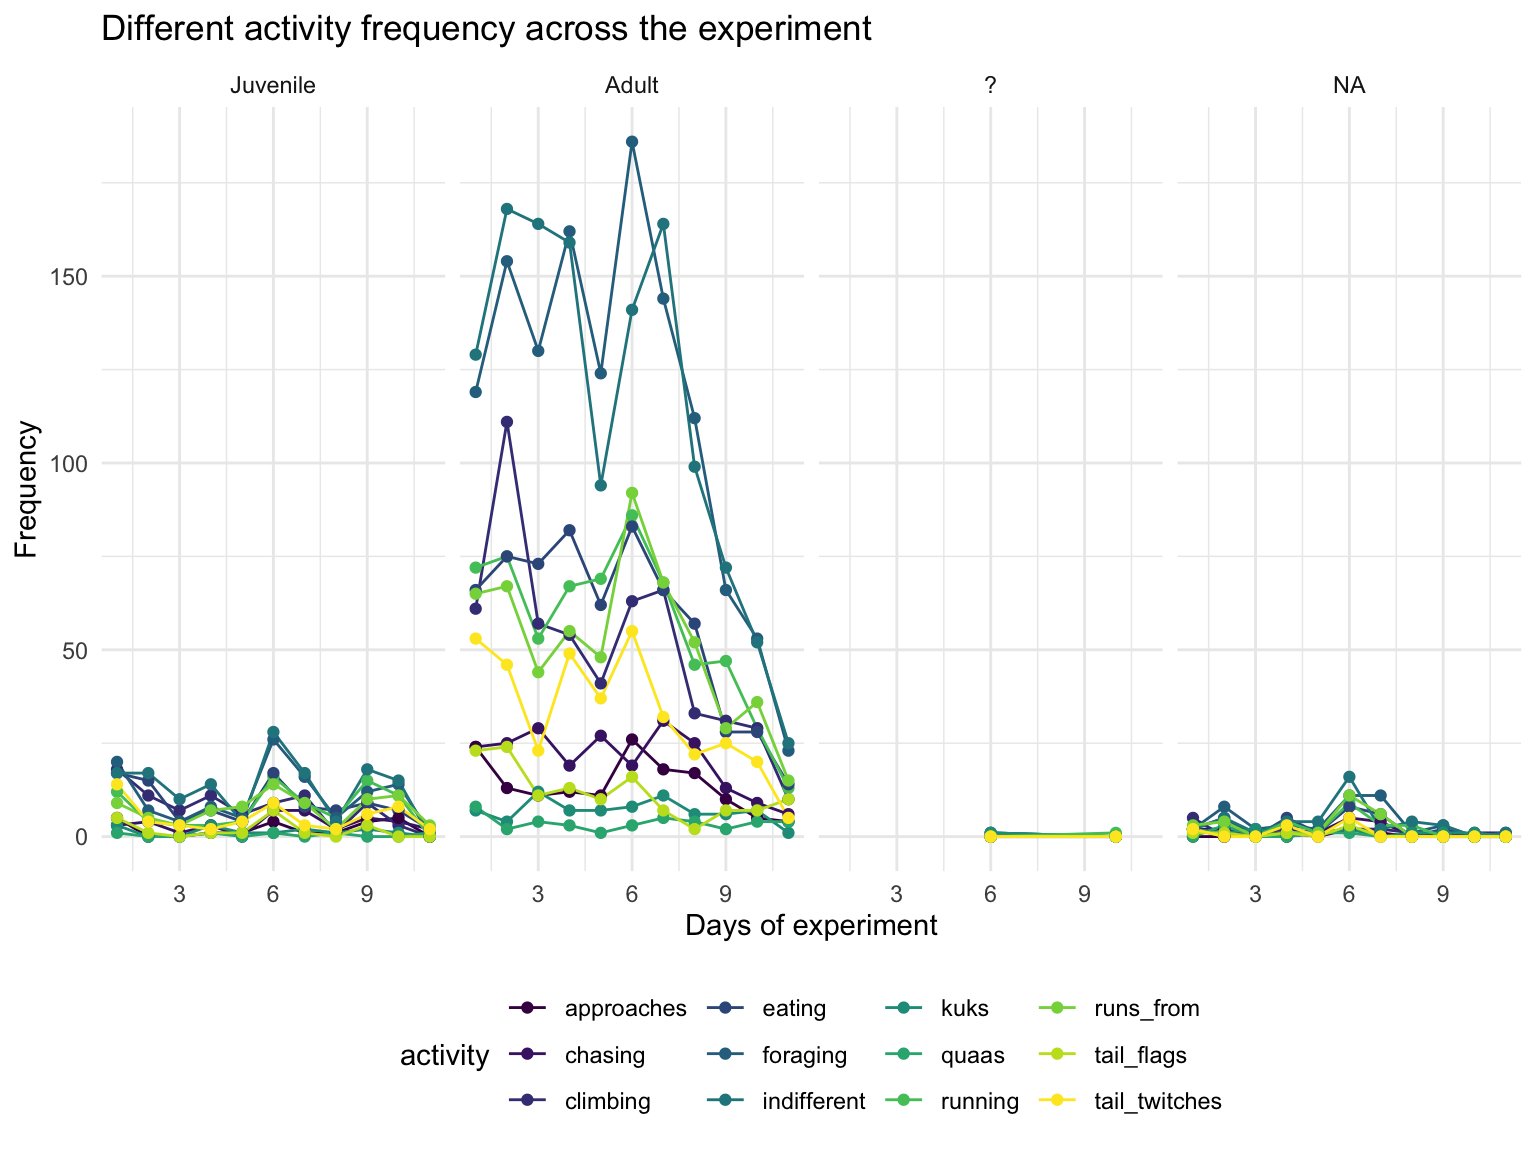 Different activity frequency across the experiment
Juvenile Adult ? NA
150
100
50
0
Frequency
3 6 9 3 6 9 3 6 9 3 6 9
Days of experiment
activity
approaches eating kuks runs_from
chasing foraging quaas tail_flags
climbing indifferent running tail_twitches